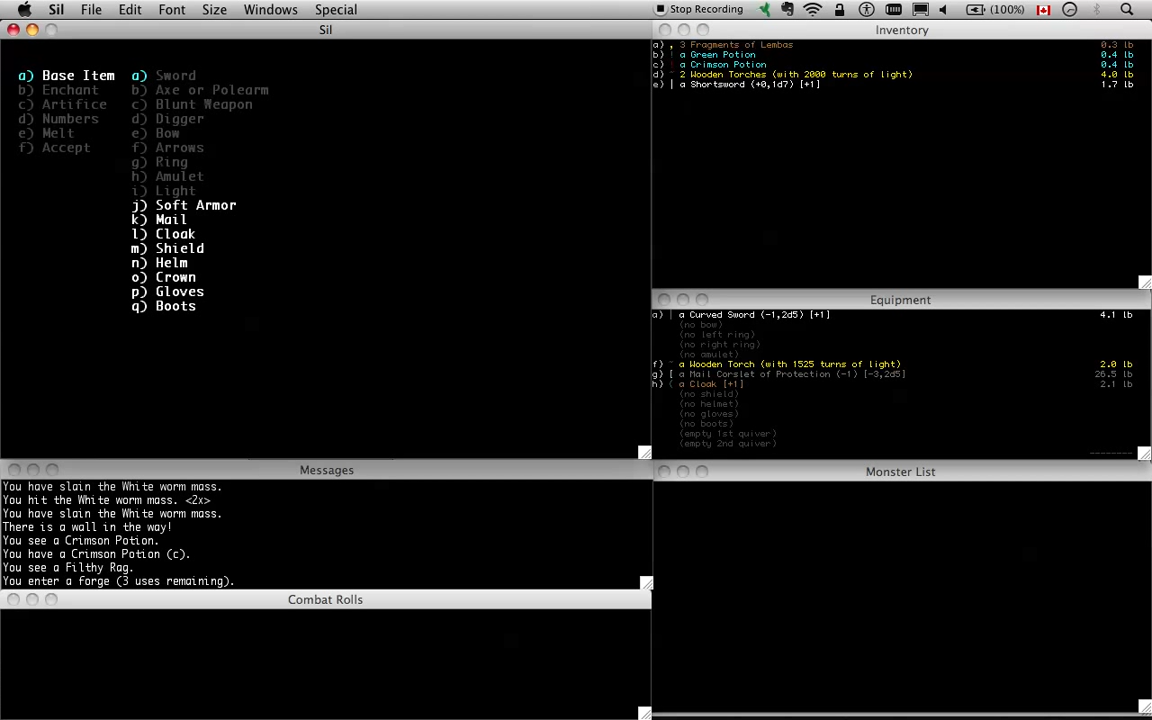 Sil File Edit Font Size Windows Special Stop Recording (100%)
Sil
a) Base Item a) Sword
b) Enchant b) Axe or Polearm
c) Artifice c) Blunt Weapon
d) Numbers d) Digger
e) Melt e) Bow
f) Accept f) Arrows
g) Ring
h) Amulet
i) Light
j) Soft Armor
k) Mail
l) Cloak
m) Shield
n) Helm
o) Crown
p) Gloves
q) Boots
Inventory
a) , 3 Fragments of Lembas 0.3 lb
b) ! a Green Potion 0.4 lb
c) ! a Crimson Potion 0.4 lb
d) ~ 2 Wooden Torches (with 2000 turns of light) 4.0 lb
e) | a Shortsword (+0,1d7) [+1] 1.7 lb
Equipment
a) | a Curved Sword (-1,2d5) [+1] 4.1 lb
(no bow)
(no left ring)
(no right ring)
(no amulet)
f) ~ a Wooden Torch (with 1525 turns of light) 2.0 lb
g) [ a Mail Corslet of Protection (-1) [-3,2d5] 26.5 lb
h) ( a Cloak [+1] 2.1 lb
(no shield)
(no helmet)
(no gloves)
(no boots)
(empty 1st quiver)
(empty 2nd quiver)
Messages
You have slain the White worm mass.
You hit the White worm mass. <2x>
You have slain the White worm mass.
There is a wall in the way!
You see a Crimson Potion.
You have a Crimson Potion (c).
You see a Filthy Rag.
You enter a forge (3 uses remaining).
Combat Rolls
Monster List